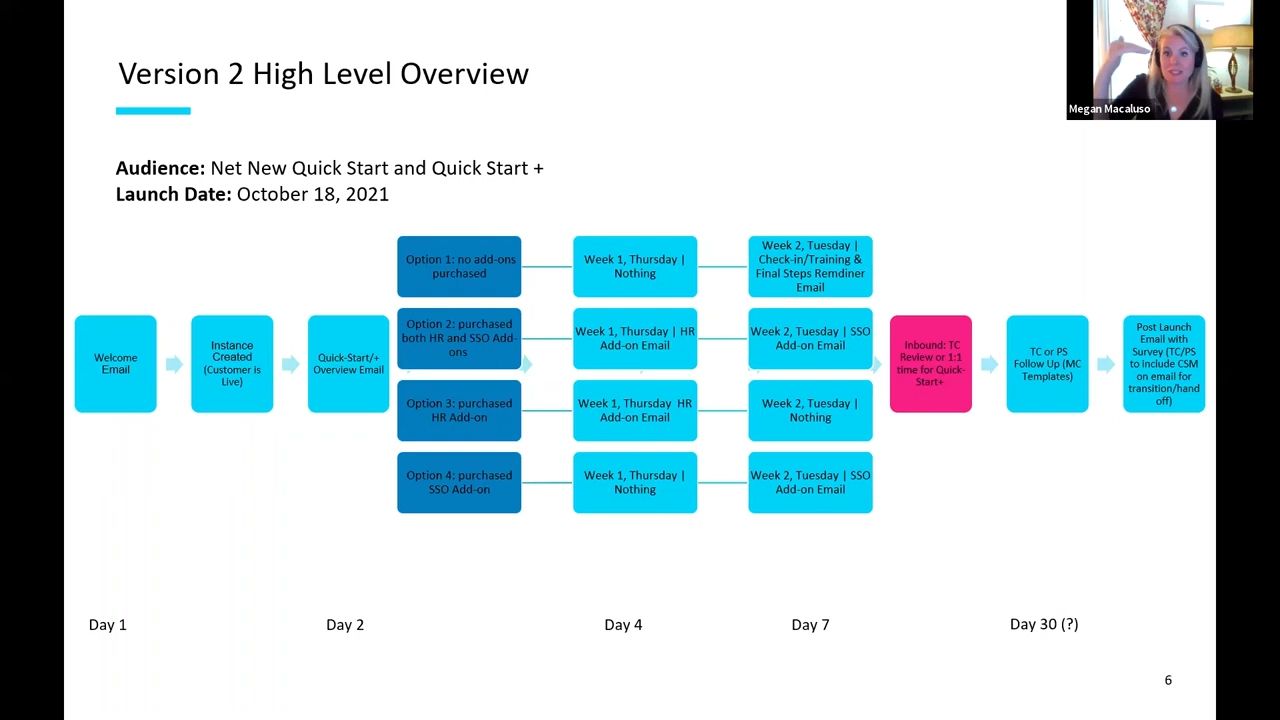 Version 2 High Level Overview
Megan Macaluso
Audience: Net New Quick Start and Quick Start +
Launch Date: October 18, 2021
Welcome
Email
Instance
Created
(Customer is
Live)
Quick-Start/+
Overview Email
Option 1: no add-ons
purchased
Week 1, Thursday |
Nothing
Week 2, Tuesday |
Check-in/Training &
Final Steps Remdiner
Email
Option 2: purchased
both HR and SSO Add-
ons
Week 1, Thursday | HR
Add-on Email
Week 2, Tuesday | SSO
Add-on Email
Option 3: purchased
HR Add-on
Week 1, Thursday HR
Add-on Email
Week 2, Tuesday |
Nothing
Option 4: purchased
SSO Add-on
Week 1, Thursday |
Nothing
Week 2, Tuesday | SSO
Add-on Email
Inbound: TC
Review or 1:1
time for Quick-
Start+
TC or PS
Follow Up (MC
Templates)
Post Launch
Email with
Survey (TC/PS
to include CSM
on email for
transition/hand
off)
Day 1
Day 2
Day 4
Day 7
Day 30 (?)
6